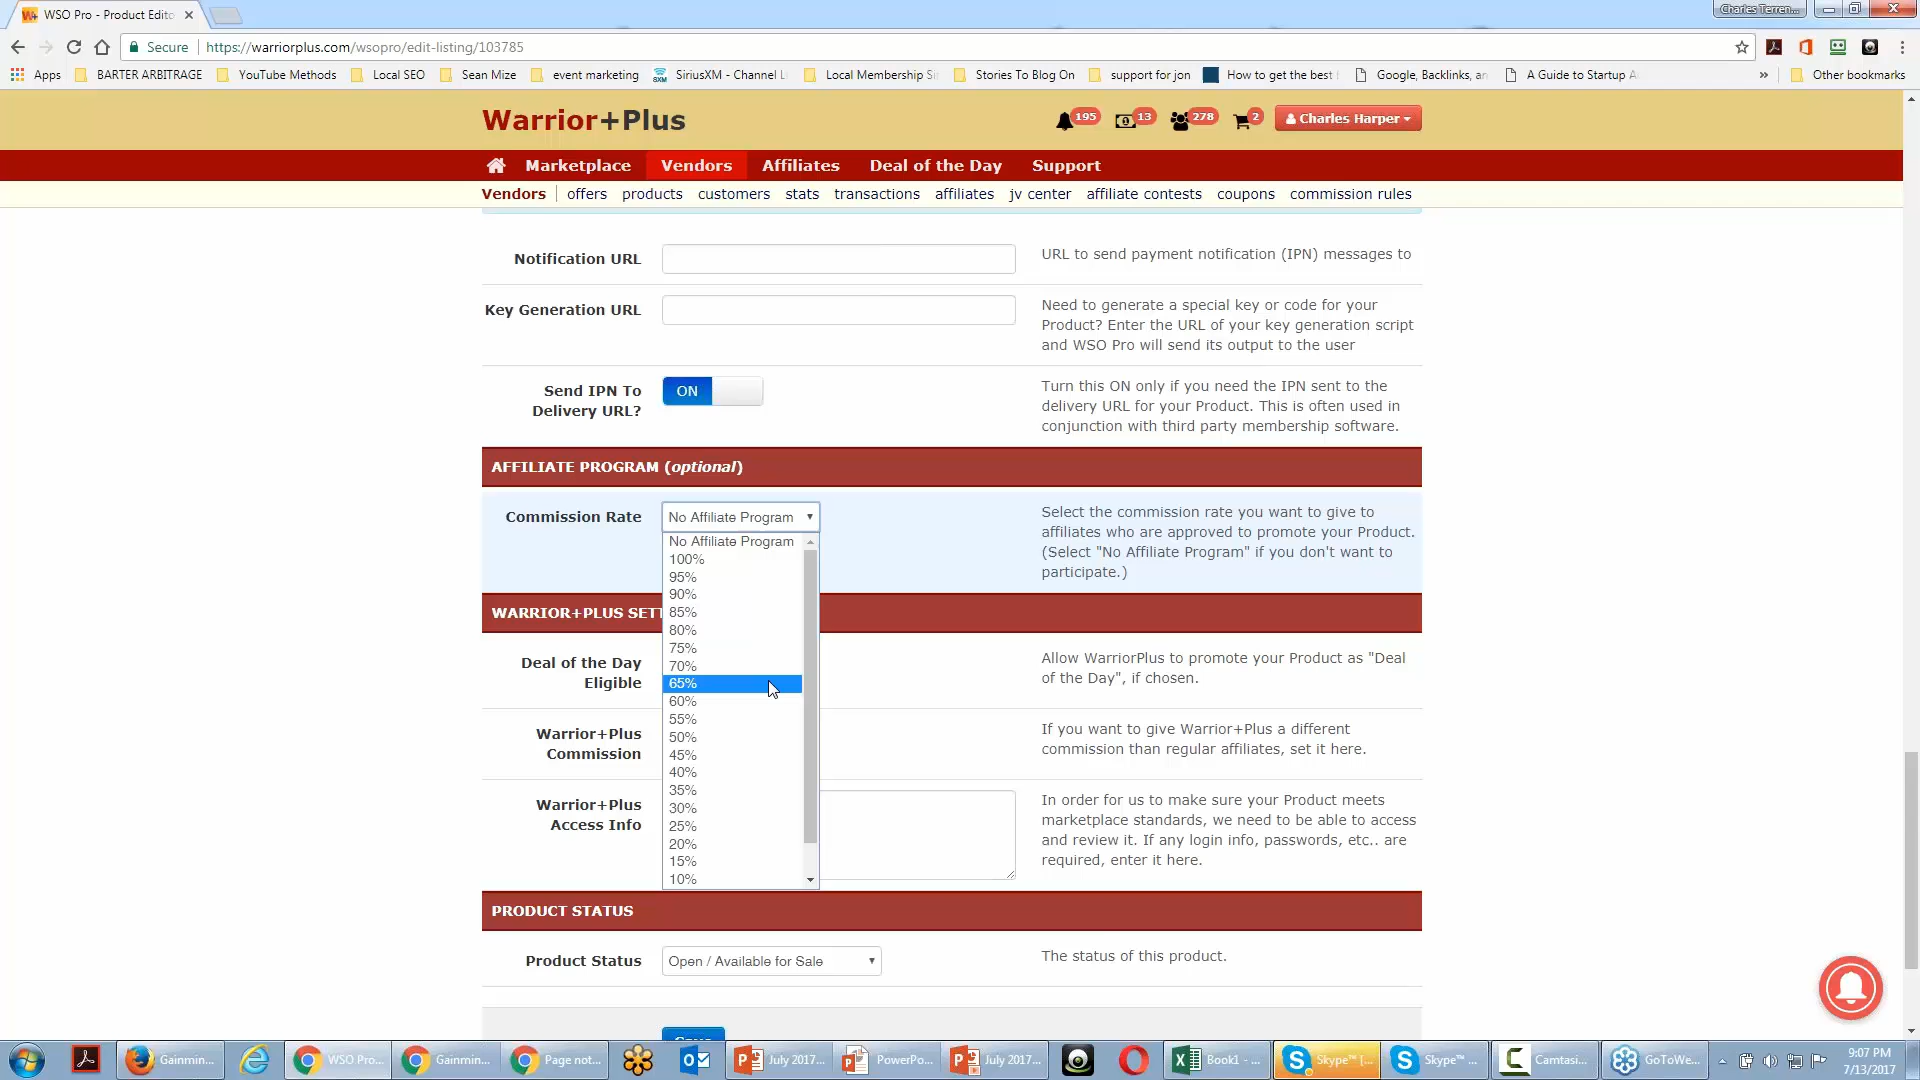 WSO Pro - Product Edito
Charles Terren...
Secure
https://warriorplus.com/wsopro/edit-listing/103785
Apps
BARTER ARBITRAGE
YouTube Methods
Local SEO
Sean Mize
event marketing
SiriusXM - Channel L
Local Membership Si
Stories To Blog On
support for jon
How to get the best
Google, Backlinks, an
A Guide to Startup A
»
Other bookmarks
Warrior+Plus
195
13
278
2
Charles Harper
Marketplace
Vendors
Affiliates
Deal of the Day
Support
Vendors
offers
products
customers
stats
transactions
affiliates
jv center
affiliate contests
coupons
commission rules
Notification URL
URL to send payment notification (IPN) messages to
Key Generation URL
Need to generate a special key or code for your
Product? Enter the URL of your key generation script
and WSO Pro will send its output to the user
Send IPN To
Delivery URL?
ON
Turn this ON only if you need the IPN sent to the
delivery URL for your Product. This is often used in
conjunction with third party membership software.
AFFILIATE PROGRAM (optional)
Commission Rate
No Affiliate Program
Select the commission rate you want to give to
affiliates who are approved to promote your Product.
(Select "No Affiliate Program" if you don't want to
participate.)
No Affiliate Program
100%
95%
90%
85%
80%
75%
70%
65%
60%
55%
50%
45%
40%
35%
30%
25%
20%
15%
10%
WARRIOR+PLUS SETT
Deal of the Day
Eligible
Allow WarriorPlus to promote your Product as "Deal
of the Day", if chosen.
Warrior+Plus
Commission
If you want to give Warrior+Plus a different
commission than regular affiliates, set it here.
Warrior+Plus
Access Info
In order for us to make sure your Product meets
marketplace standards, we need to be able to access
and review it. If any login info, passwords, etc.. are
required, enter it here.
PRODUCT STATUS
Product Status
Open / Available for Sale
The status of this product.
Gainmin...
WSO Pro...
Gainmin...
Page not...
July 2017...
PowerPo...
July 2017...
Book1 - ...
Skype™ [...
Skype™ ...
Camtasi...
GoToWe...
9:07 PM
7/13/2017